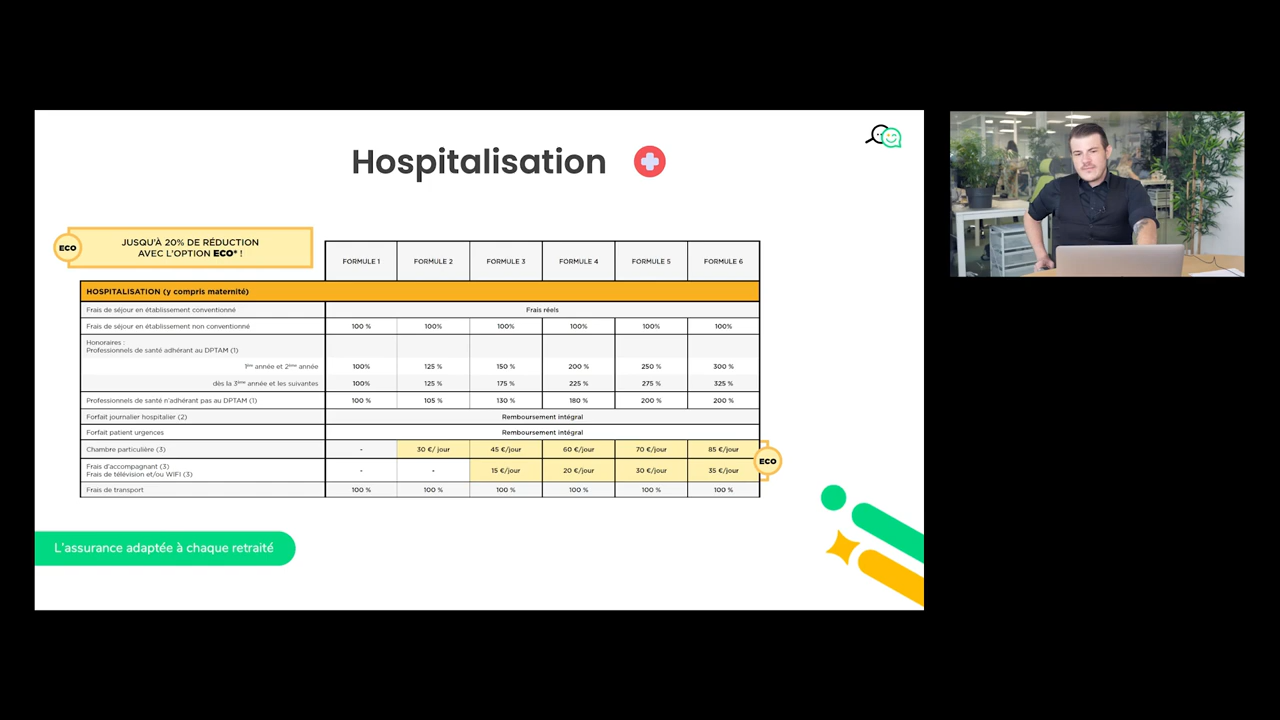 Hospitalisation
ECO
JUSQU'À 20% DE RÉDUCTION
AVEC L'OPTION ECO* !
FORMULE 1 FORMULE 2 FORMULE 3 FORMULE 4 FORMULE 5 FORMULE 6
HOSPITALISATION (y compris maternité)
Frais de séjour en établissement conventionné Frais réels
Frais de séjour en établissement non conventionné 100 % 100% 100% 100% 100% 100%
Honoraires :
Professionnels de santé adhérant au DPTAM (1)
1ère année et 2ème année 100% 125 % 150 % 200 % 250 % 300 %
dès la 3ème année et les suivantes 100% 125 % 175 % 225 % 275 % 325 %
Professionnels de santé n'adhérant pas au DPTAM (1) 100 % 105 % 130 % 180 % 200 % 200 %
Forfait journalier hospitalier (2) Remboursement intégral
Forfait patient urgences Remboursement intégral
Chambre particulière (3) - 30 €/ jour 45 €/jour 60 €/jour 70 €/jour 85 €/jour
Frais d'accompagnant (3)
Frais de télévision et/ou WIFI (3) - - 15 €/jour 20 €/jour 30 €/jour 35 €/jour
ECO
Frais de transport 100 % 100 % 100 % 100 % 100 % 100 %
L'assurance adaptée à chaque retraité